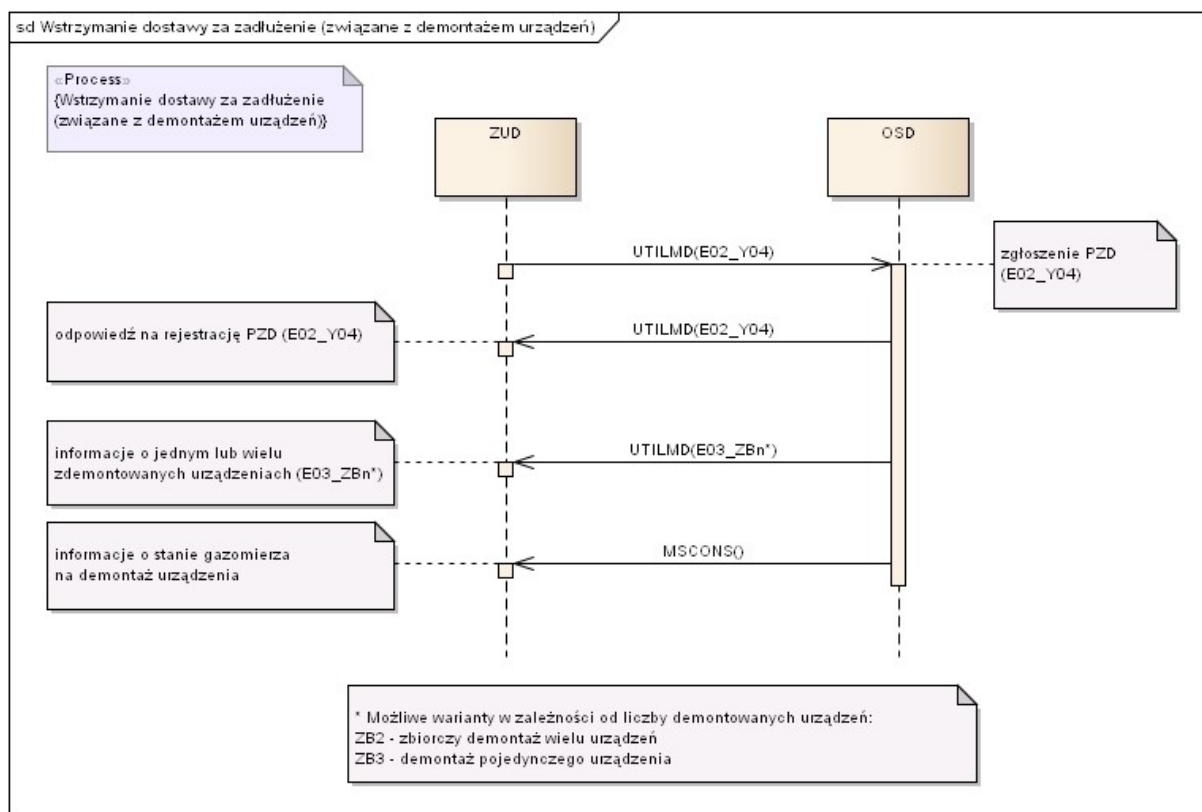 sd Wstrzymanie dostawy za zadłużenie (związane z demontażem urządzeń)
«Process»
{Wstrzymanie dostawy za zadłużenie
(związane z demontażem urządzeń)}
ZUD
OSD
UTILMD(E02_Y04)
zgłoszenie PZD
(E02_Y04)
UTILMD(E02_Y04)
odpowiedź na rejestrację PZD (E02_Y04)
UTILMD(E03_ZBn*)
informacje o jednym lub wielu
zdemontowanych urządzeniach (E03_ZBn*)
MSCONS()
informacje o stanie gazomierza
na demontaż urządzenia
* Możliwe warianty w zależności od liczby demontowanych urządzeń:
ZB2 - zbiorczy demontaż wielu urządzeń
ZB3 - demontaż pojedynczego urządzenia